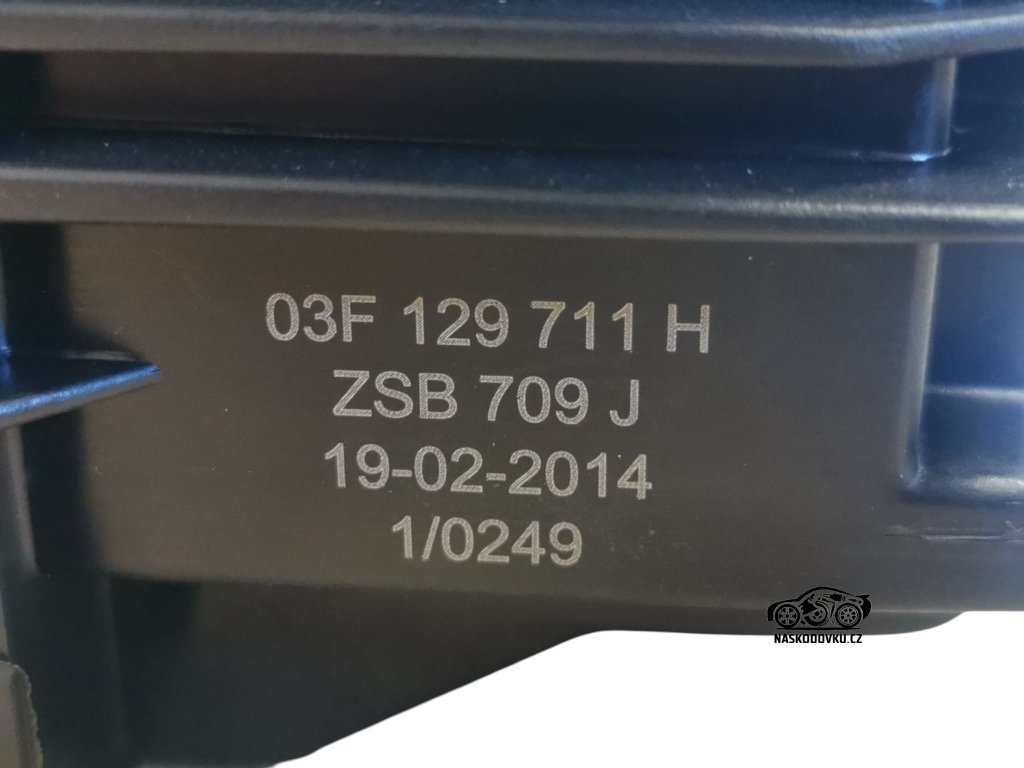 03F 129 711 H
ZSB 709 J
19-02-2014
1/0249
NASKODOVKU.CZ